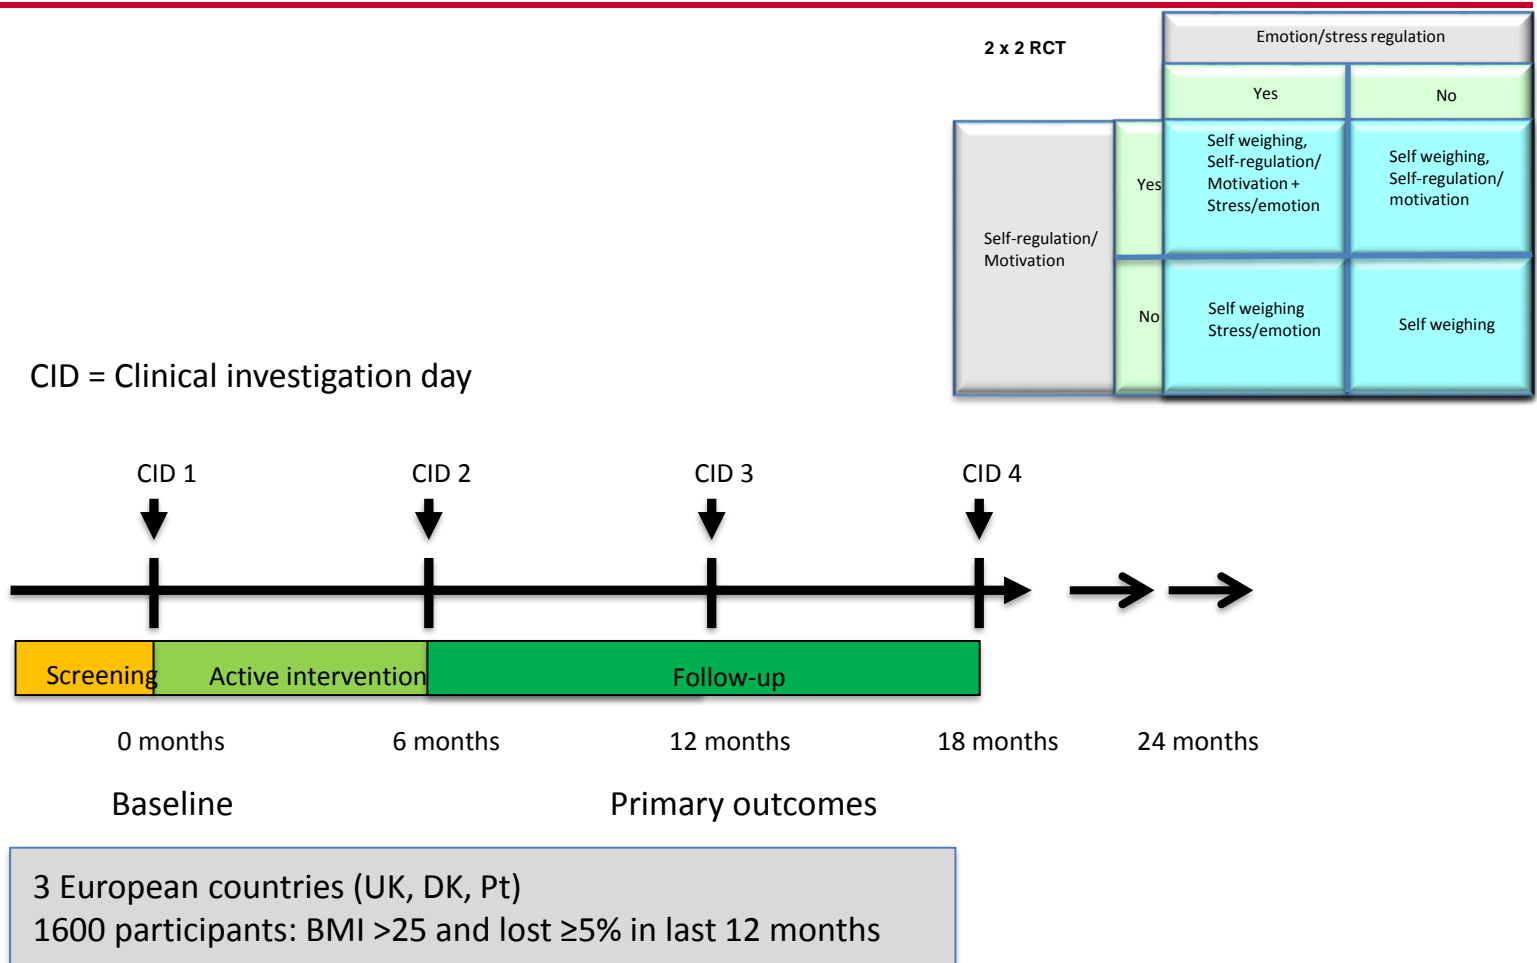 2 x 2 RCT
Emotion/stress regulation
Yes
No
Self-regulation/
Motivation
Yes
Self weighing,
Self-regulation/
Motivation +
Stress/emotion
Self weighing,
Self-regulation/
motivation
No
Self weighing
Stress/emotion
Self weighing
CID = Clinical investigation day
CID 1
CID 2
CID 3
CID 4
Screening
Active intervention
Follow-up
0 months
6 months
12 months
18 months
24 months
Baseline
Primary outcomes
3 European countries (UK, DK, Pt)
1600 participants: BMI >25 and lost ≥5% in last 12 months